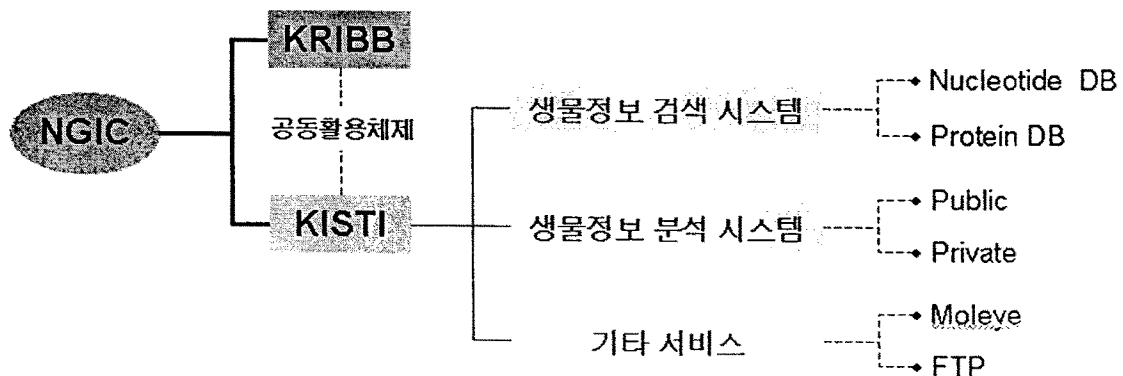 KRIBB
NGIC
공동활용체제
KISTI
생물정보 검색 시스템
Nucleotide DB
Protein DB
생물정보 분석 시스템
Public
Private
기타 서비스
Moleye
FTP